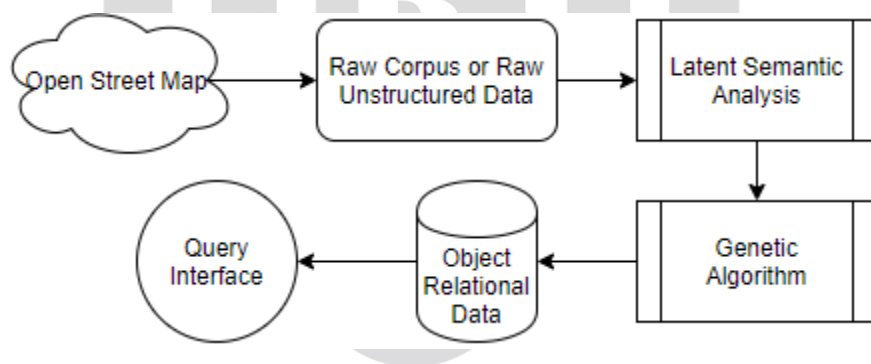 Open Street Map
Raw Corpus or Raw
Unstructured Data
Latent Semantic
Analysis
Genetic
Algorithm
Object
Relational
Data
Query
Interface